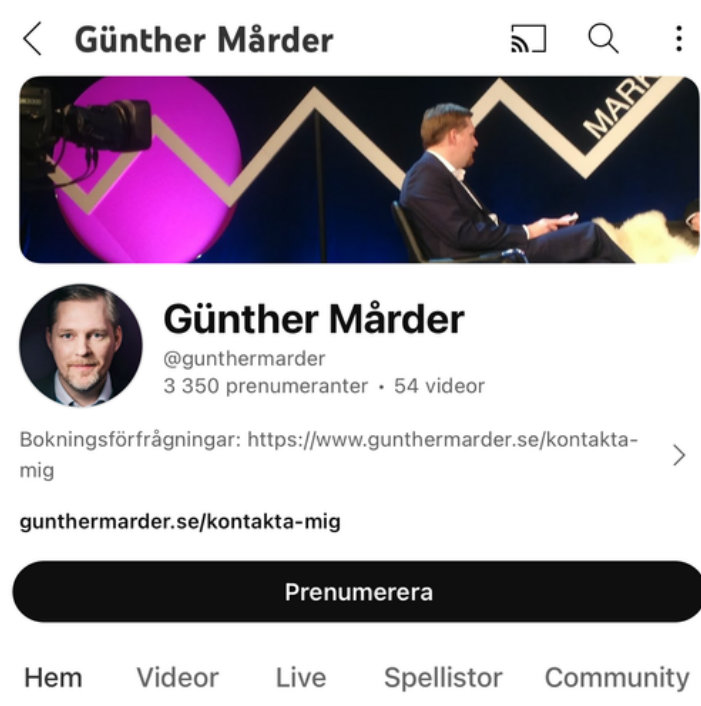 Günther Mårder
MARK
Günther Mårder
@gunthermarder
3 350 prenumeranter • 54 videor
Bokningsförfrågningar: https://www.gunthermarder.se/kontakta-
mig
gunthermarder.se/kontakta-mig
Prenumerera
Hem Videor Live Spellistor Community